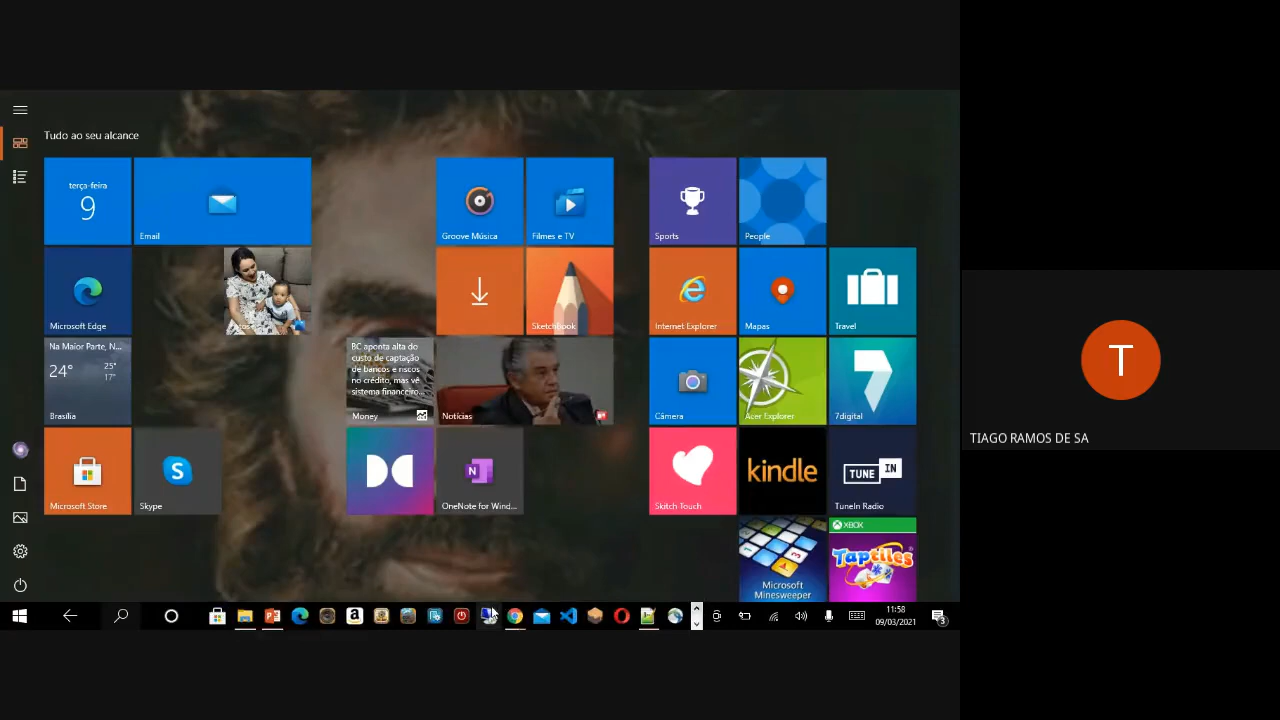 Tudo ao seu alcance
terça-feira
9
Email
Groove Música
Filmes e TV
Sports
People
Microsoft Edge
Sketchbook
Internet Explorer
Mapas
Travel
Na Maior Parte, N...
24°
25°
17°
Brasília
BC aponta alta do
custo de captação
de bancos e riscos
no crédito, mas vê
sistema financeiro...
Money
Notícias
Câmera
Acer Explorer
7digital
Microsoft Store
Skype
OneNote for Wind...
Skitch Touch
kindle
TUNE IN
TuneIn Radio
Microsoft
Minesweeper
XBOX
Taptiles
11:58
09/03/2021
3
T
TIAGO RAMOS DE SA